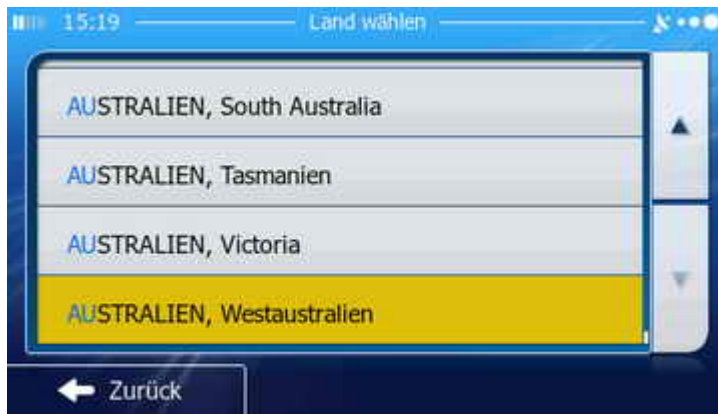 15:19 Land wählen
AUSTRALIEN, South Australia
AUSTRALIEN, Tasmanien
AUSTRALIEN, Victoria
AUSTRALIEN, Westaustralien
Zurück